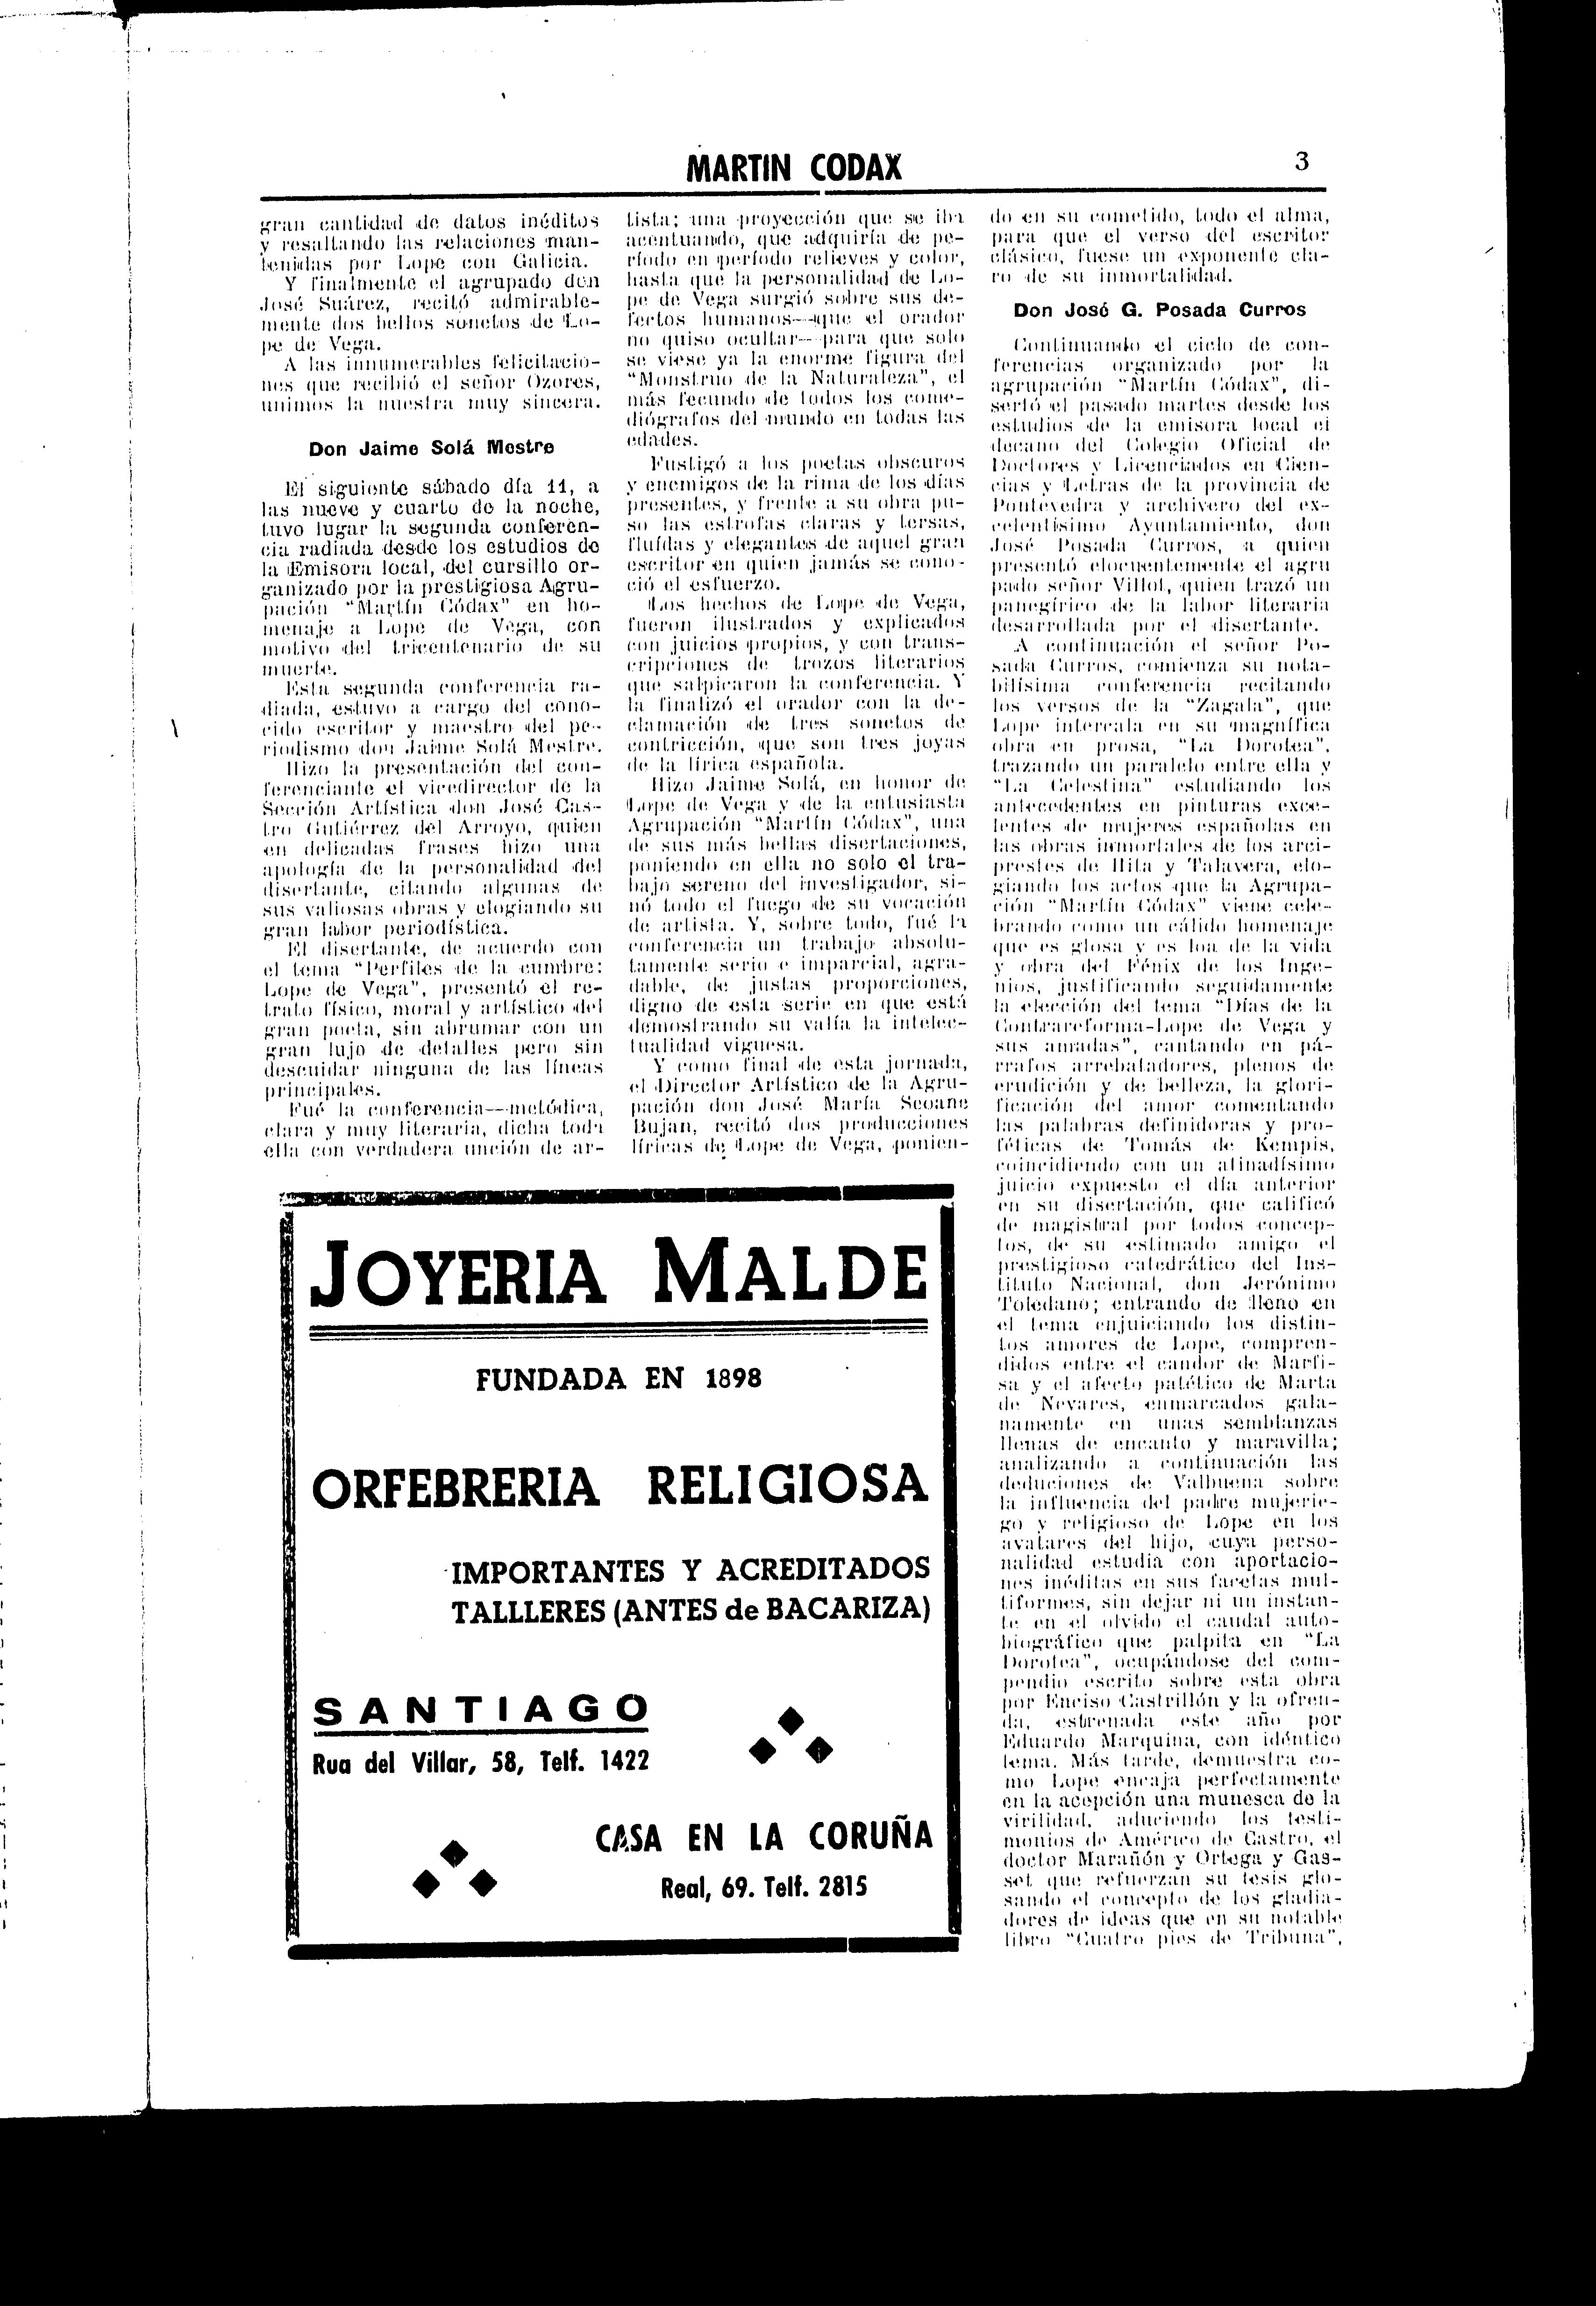 MARTIN CODAX
3
gran cantidad de datos inéditos
y resaltando las relaciones man-
tenidas por Lope con Galicia.
Y finalmente el agrupado don
José Suárez, recitó admirable-
mente dos bellos sonetos de Lo-
pe de Vega.
A las innumerables felicitacio-
nes que recibió el señor Ozores,
unimos la nuestra muy sincera.
Don Jaime Solá Mestre
El siguiente sábado día 11, a
las nueve y cuarto de la noche,
tuvo lugar la segunda conferen-
cia radiada desde los estudios de
la Emisora local, del cursillo or-
ganizado por la prestigiosa Agru-
pación "Martín Códax" en ho-
menaje a Lope de Vega, con
motivo del tricentenario de su
muerte.
Esta segunda conferencia ra-
diada, estuvo a cargo del cono-
cido escritor y maestro del pe-
riodismo don Jaime Solá Mestre.
Hizo la presentación del con-
ferenciante el vicedirector de la
Sección Artística don José Cas-
tro Gutiérrez del Arroyo, quien
en delicadas frases hizo una
apología de la personalidad del
disertante, citando algunas de
sus valiosas obras y elogiando su
gran labor periodística.
El disertante, de acuerdo con
el tema "Perfiles de la cumbre:
Lope de Vega", presentó el re-
trato físico, moral y artístico del
gran poeta, sin abrumar con un
gran lujo de detalles pero sin
descuidar ninguna de las líneas
principales.
Fué la conferencia—metódica,
clara y muy literaria, dicha toda
ella con verdadera unción de ar-
tista; una proyección que se iba
acentuando, que adquiría de pe-
ríodo en período relieves y color,
hasta que la personalidad de Lo-
pe de Vega surgió sobre sus de-
fectos humanos—que el orador
no quiso ocultar—para que solo
se viese ya la enorme figura del
"Monstruo de la Naturaleza", el
más fecundo de todos los come-
diógrafos del mundo en todas las
edades.
Fustigó a los poetas obscuros
y enemigos de la rima de los días
presentes, y frente a su obra pu-
so las estrofas claras y tersas,
fluídas y elegantes de aquel gran
escritor en quien jamás se cono-
ció el esfuerzo.
Los hechos de Lope de Vega,
fueron ilustrados y explicados
con juicios propios, y con trans-
cripciones de trozos literarios
que salpicaron la conferencia. Y
la finalizó el orador con la de-
clamación de tres sonetos de
contricción, que son tres joyas
de la lírica española.
Hizo Jaime Solá, en honor de
Lope de Vega y de la entusiasta
Agrupación "Martín Códax", una
de sus más bellas disertaciones,
poniendo en ella no solo el tra-
bajo sereno del investigador, si-
nó todo el fuego de su vocación
de artista. Y, sobre todo, fué la
conferencia un trabajo absolu-
tamente serio e imparcial, agra-
dable, de justas proporciones,
digno de esta serie en que está
demostrando su valía la intelec-
tualidad viguesa.
Y como final de esta jornada,
el Director Artístico de la Agru-
pación don José María Seoane
Bujan, recitó dos producciones
líricas de Lope de Vega, ponien-
do en su cometido, todo el alma,
para que el verso del escritor
clásico, fuese un exponente cla-
ro de su inmortalidad.
Don José G. Posada Curros
Continuando el ciclo de con-
ferencias organizado por la
agrupación "Martín Códax", di-
sertó el pasado martes desde los
estudios de la emisora local el
decano del Colegio Oficial de
Doctores y Licenciados en Cien-
cias y Letras de la provincia de
Pontevedra y archivero del ex-
celentísimo Ayuntamiento, don
José Posada Curros, a quien
presentó elocuentemente el agru
pado señor Villot, quien trazó un
panegírico de la labor literaria
desarrollada por el disertante.
A continuación el señor Po-
sada Curros, comienza su nota-
bilísima conferencia recitando
los versos de la "Zagala", que
Lope intercala en su magnífica
obra en prosa, "La Dorotea",
trazando un paralelo entre ella y
"La Celestina" estudiando los
antecedentes en pinturas exce-
lentes de mujeres españolas en
las obras inmortales de los arci-
prestes de Hita y Talavera, elo-
giando los actos que la Agrupa-
ción "Martín Códax" viene cele-
brando como un cálido homenaje
que es glosa y es loa de la vida
y obra del Fénix de los Inge-
nios, justificando seguidamente
la elección del tema "Días de la
Contrareforma-Lope de Vega y
sus amadas", cantando en pá-
rrafos arrebatadores, plenos de
erudición y de belleza, la glori-
ficación del amor comentando
las palabras definidoras y pro-
féticas de Tomás de Kempis,
coincidiendo con un atinadísimo
juicio expuesto el día anterior
en su disertación, que calificó
de magistral por todos concep-
tos, de su estimado amigo el
prestigioso catedrático del Ins-
tituto Nacional, don Jerónimo
Toledano; entrando de lleno en
el tema enjuiciando los distin-
tos amores de Lope, compren-
didos entre el candor de Marfi-
sa y el afecto patético de Marta
de Nevares, enmarcados gala-
namente en unas semblanzas
llenas de encanto y maravilla;
analizando a continuación las
deduciones de Valbuena sobre
la influencia del padre mujerie-
go y religioso de Lope en los
avatares del hijo, cuya perso-
nalidad estudia con aportacio-
nes inéditas en sus facetas mul-
tiformes, sin dejar ni un instan-
te en el olvido el caudal auto-
biográfico que palpita en "La
Dorotea", ocupándose del com-
pendio escrito sobre esta obra
por Enciso Castrillón y la ofren-
da, estrenada este año por
Eduardo Marquina, con idéntico
tema. Más tarde, demuestra co-
mo Lope encaja perfectamente
en la acepción una munesca de la
virilidad, aduciendo los testi-
monios de Américo de Castro, el
doctor Marañón y Ortega y Gas-
set que refuerzan su tesis glo-
sando el concepto de los gladia-
dores de ideas que en su notable
libro "Cuatro pies de Tribuna",
JOYERIA MALDE
FUNDADA EN 1898
ORFEBRERIA RELIGIOSA
IMPORTANTES Y ACREDITADOS
TALLLERES (ANTES de BACARIZA)
SANTIAGO
Rua del Villar, 58, Telf. 1422
CASA EN LA CORUÑA
Real, 69. Telf. 2815